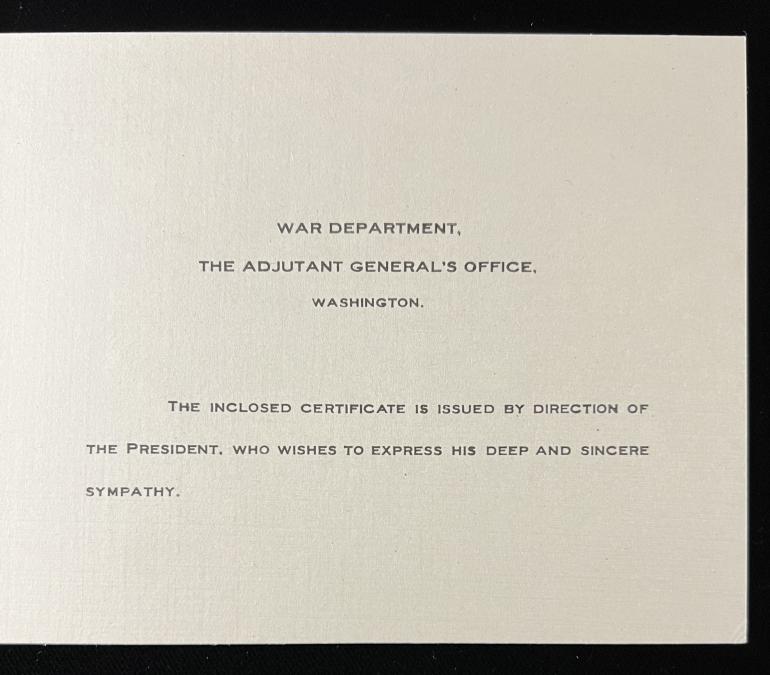 WAR DEPARTMENT,
THE ADJUTANT GENERAL'S OFFICE,
WASHINGTON.
THE INCLOSED CERTIFICATE IS ISSUED BY DIRECTION OF
THE PRESIDENT, WHO WISHES TO EXPRESS HIS DEEP AND SINCERE
SYMPATHY.